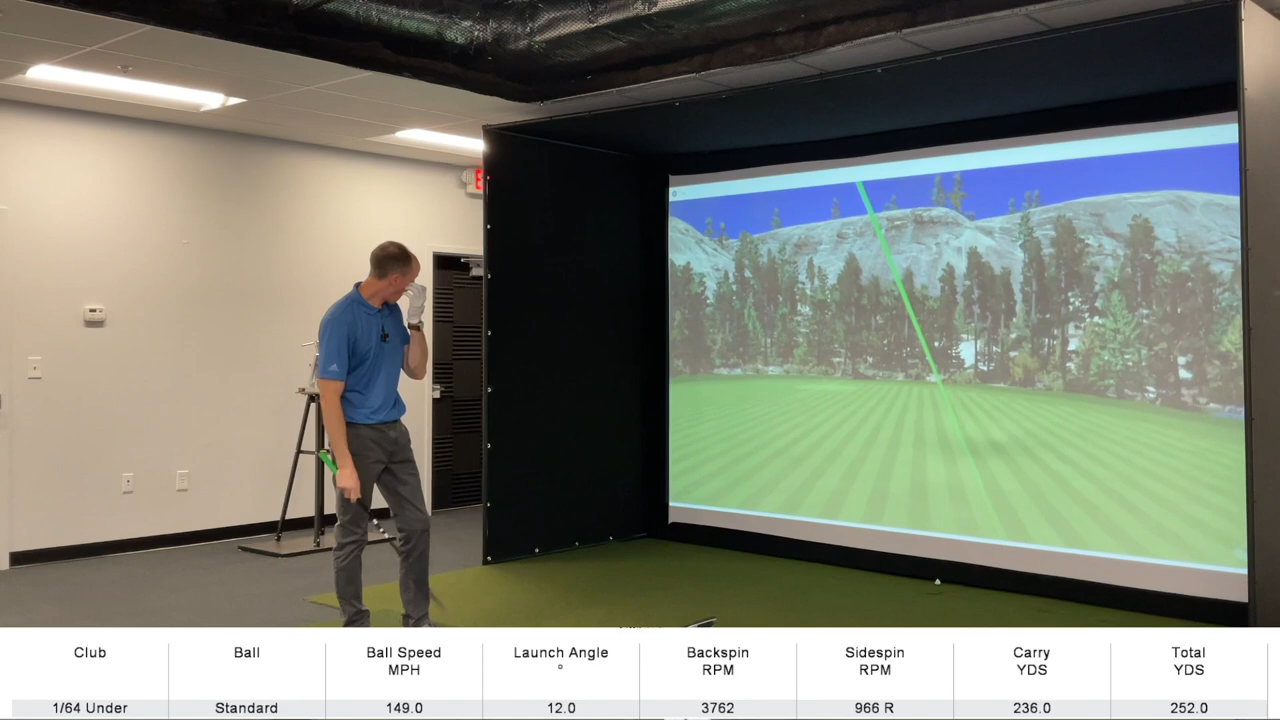 Club Ball Ball Speed Launch Angle Backspin Sidespin Carry Total
MPH ° RPM RPM YDS YDS
1/64 Under Standard 149.0 12.0 3762 966 R 236.0 252.0